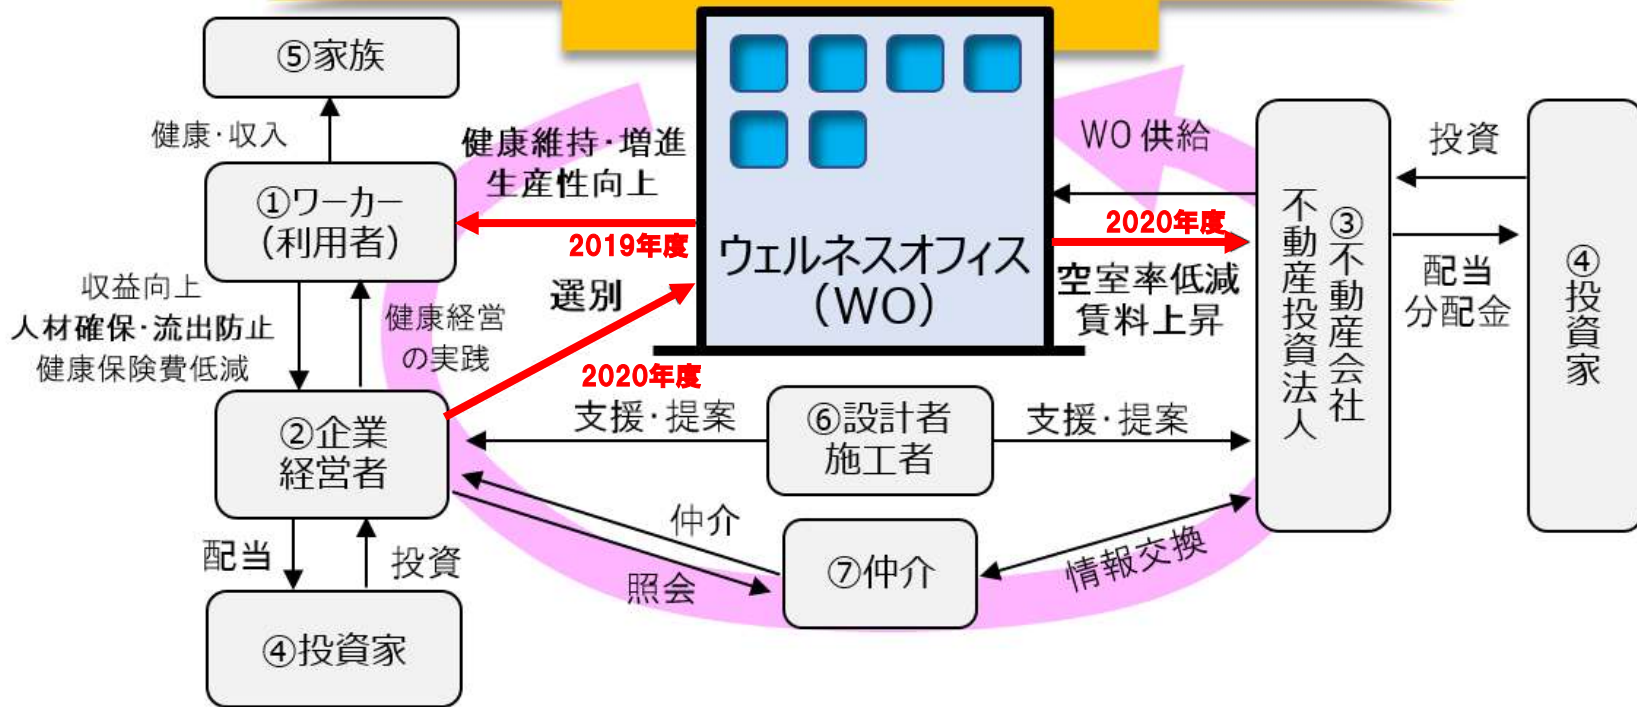 ⑤家族
健康・収入
①ワーカー
（利用者）
健康維持・増進
生産性向上
2019年度
収益向上
人材確保・流出防止
健康保険費低減
健康経営
の実践
選別
2020年度
②企業
経営者
配当
投資
④投資家
ウェルネスオフィス
（WO）
WO 供給
2020年度
空室率低減
賃料上昇
支援・提案
⑥設計者
施工者
支援・提案
仲介
照会
⑦仲介
情報交換
③不動産会社
不動産投資法人
投資
配当
分配金
④投資家